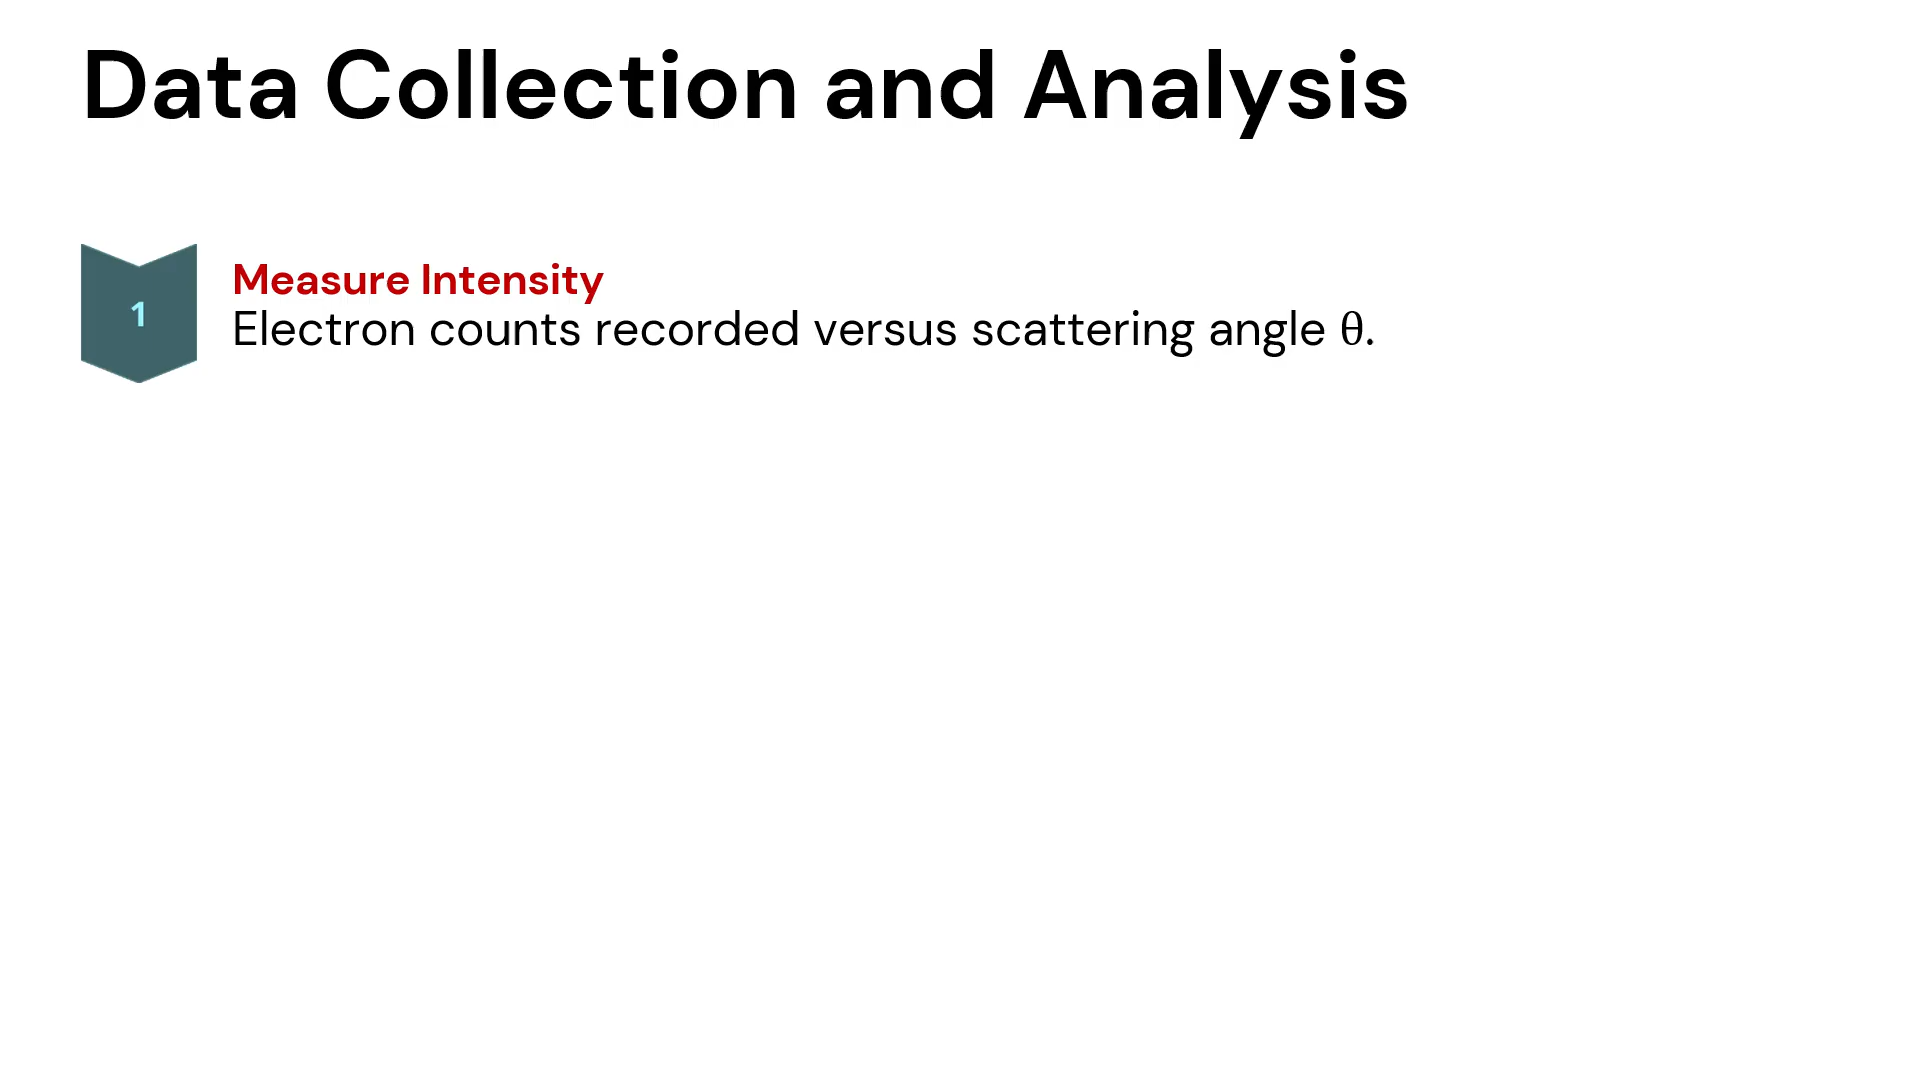 Data Collection and Analysis
1
Measure Intensity
Electron counts recorded versus scattering angle θ.